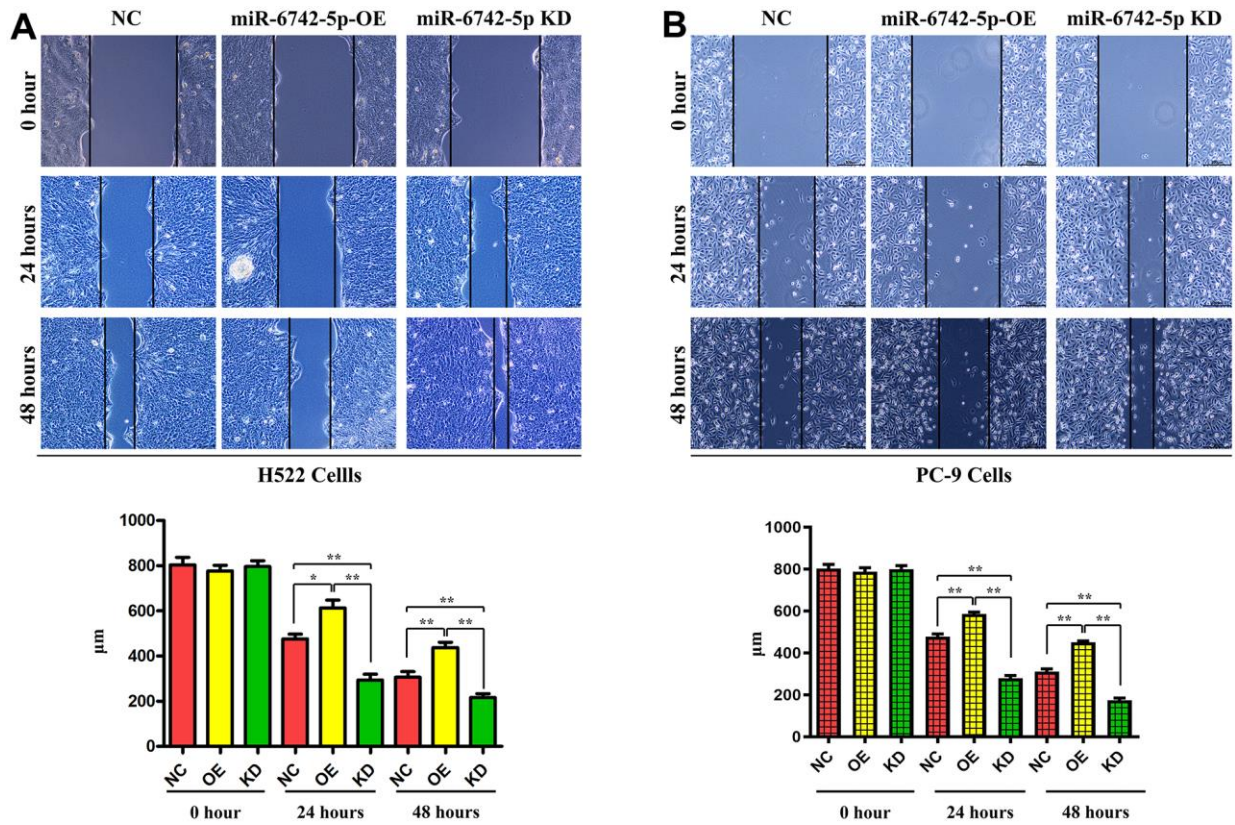 A
NC miR-6742-5p-OE miR-6742-5p KD
0 hour
24 hours
48 hours
H522 Cellls
1000
800
600
400
200
0
µm
** 
* **
**
** **
NC OE KD NC OE KD NC OE KD
0 hour 24 hours 48 hours
B
NC miR-6742-5p-OE miR-6742-5p KD
0 hour
24 hours
48 hours
PC-9 Cells
1000
800
600
400
200
0
µm
**
** **
**
** **
NC OE KD NC OE KD NC OE KD
0 hour 24 hours 48 hours